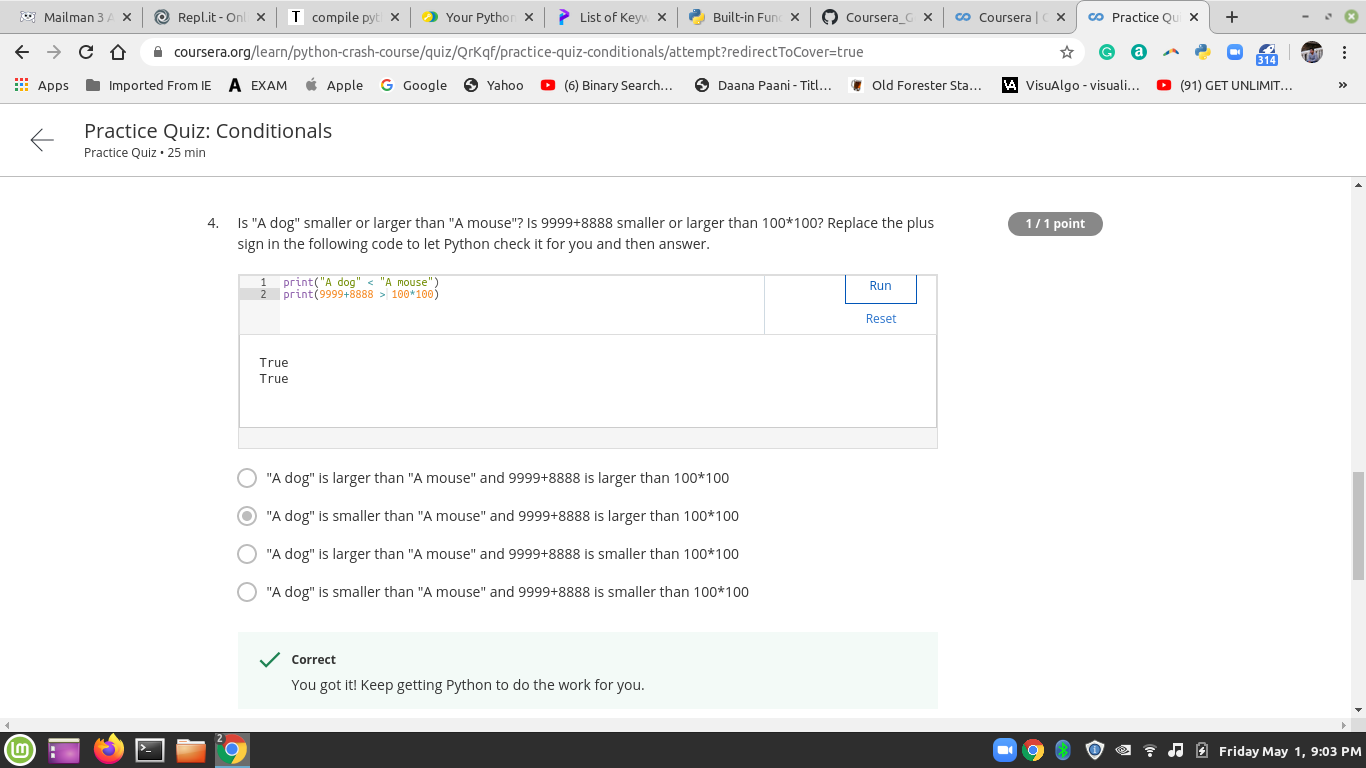 Mailman 3 A
Repl.it - Onl
compile pyt
Your Python
List of Keyw
Built-in Fun
Coursera_G
Coursera | C
Practice Qu
coursera.org/learn/python-crash-course/quiz/QrKqf/practice-quiz-conditionals/attempt?redirectToCover=true
314
Apps
Imported From IE
EXAM
Apple
Google
Yahoo
(6) Binary Search...
Daana Paani - Titl...
Old Forester Sta...
VisuAlgo - visuali...
(91) GET UNLIMIT...
»
Practice Quiz: Conditionals
Practice Quiz • 25 min
4. Is "A dog" smaller or larger than "A mouse"? Is 9999+8888 smaller or larger than 100*100? Replace the plus
sign in the following code to let Python check it for you and then answer.
1 / 1 point
1 print("A dog" < "A mouse")
2 print(9999+8888 > 100*100)
Run
Reset
True
True
"A dog" is larger than "A mouse" and 9999+8888 is larger than 100*100
"A dog" is smaller than "A mouse" and 9999+8888 is larger than 100*100
"A dog" is larger than "A mouse" and 9999+8888 is smaller than 100*100
"A dog" is smaller than "A mouse" and 9999+8888 is smaller than 100*100
Correct
You got it! Keep getting Python to do the work for you.
2
Friday May 1, 9:03 PM